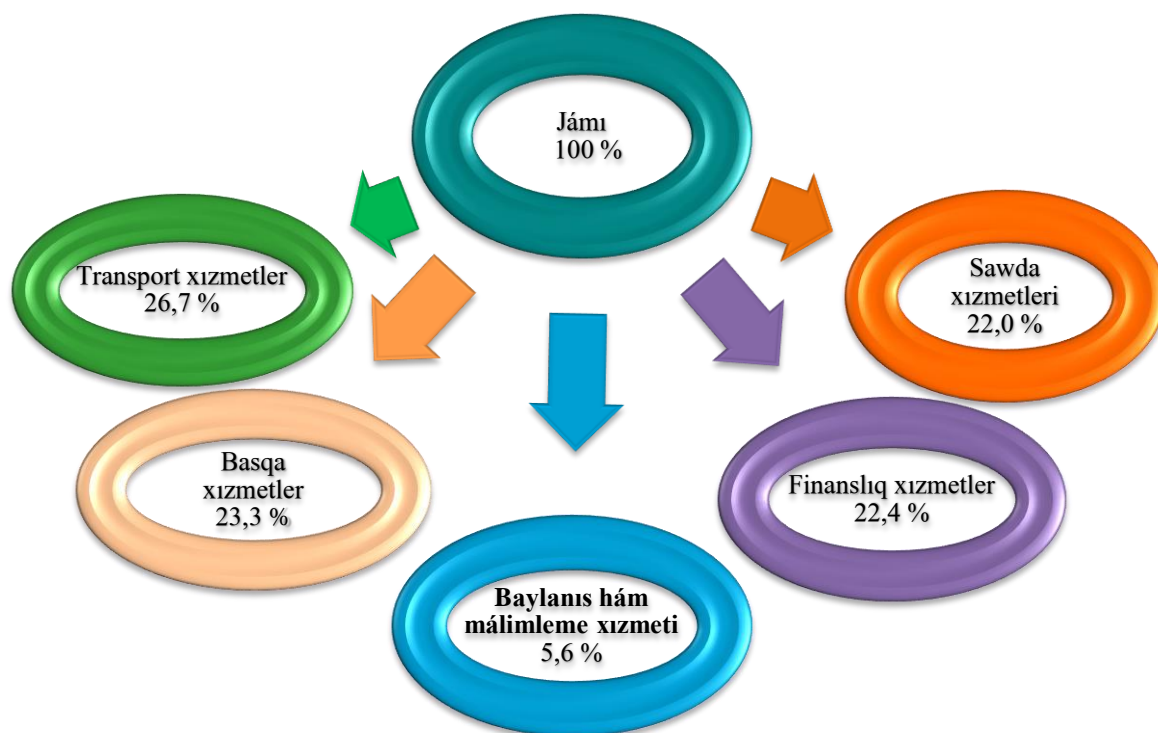 Jámı
100 %
Transport xızmetler
26,7 %
Sawda
xızmetleri
22,0 %
Basqa
xızmetler
23,3 %
Finanslıq xızmetler
22,4 %
Baylanıs hám
málimleme xızmeti
5,6 %